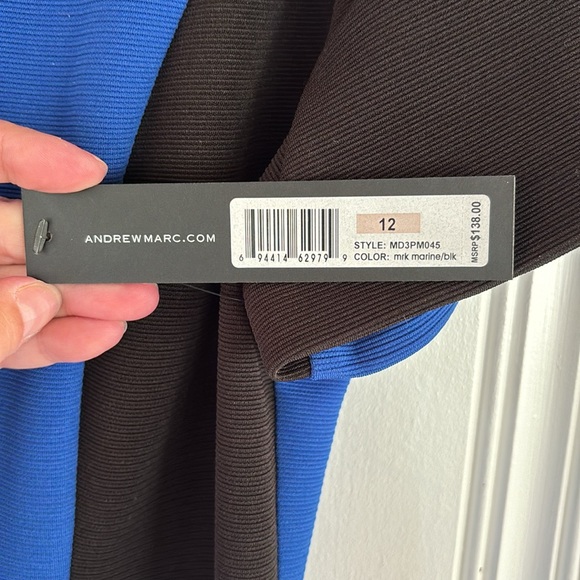 ANDREWMARC.COM
12
6 94414 62979 9
STYLE: MD3PM045
COLOR: mrk marine/blk
MSRP$138.00